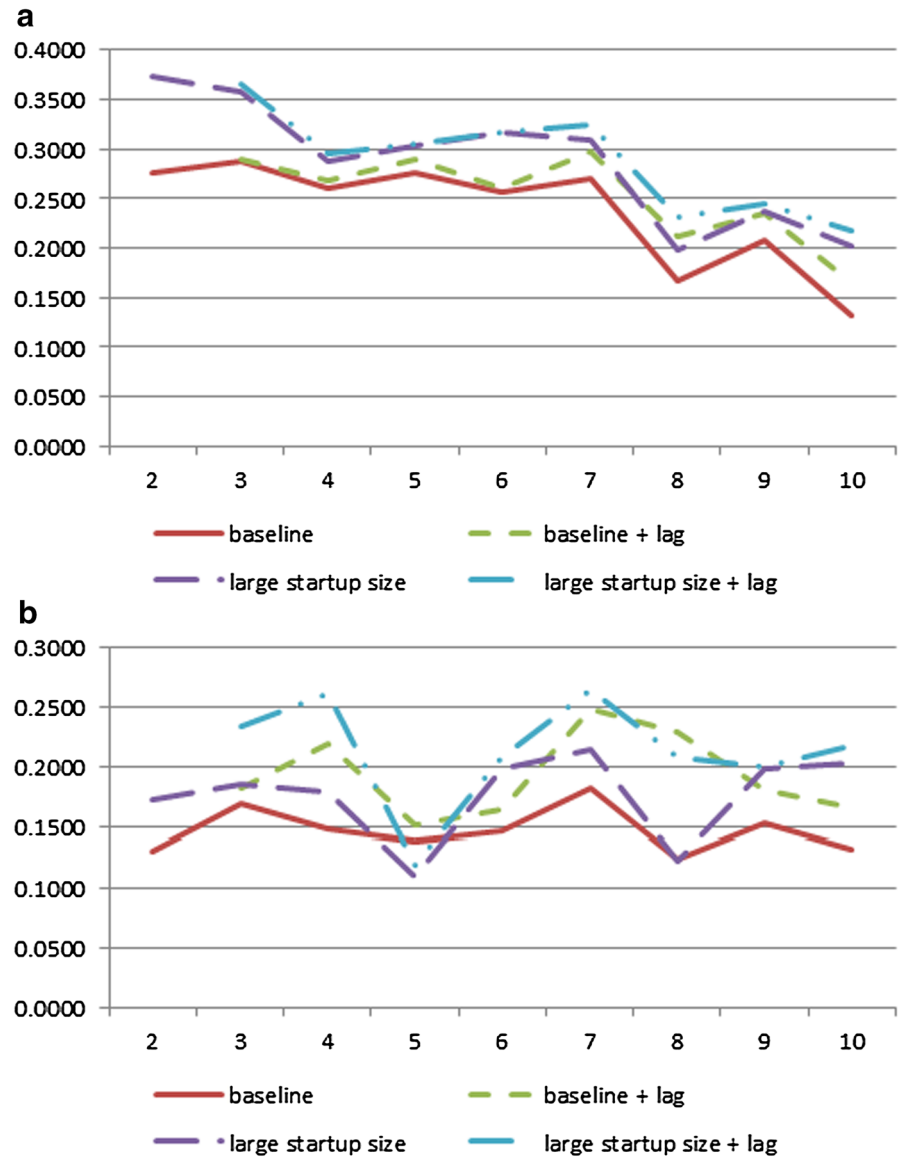 a
0.4000
0.3500
0.3000
0.2500
0.2000
0.1500
0.1000
0.0500
0.0000
2 3 4 5 6 7 8 9 10
baseline baseline + lag
large startup size large startup size + lag
b
0.3000
0.2500
0.2000
0.1500
0.1000
0.0500
0.0000
2 3 4 5 6 7 8 9 10
baseline baseline + lag
large startup size large startup size + lag